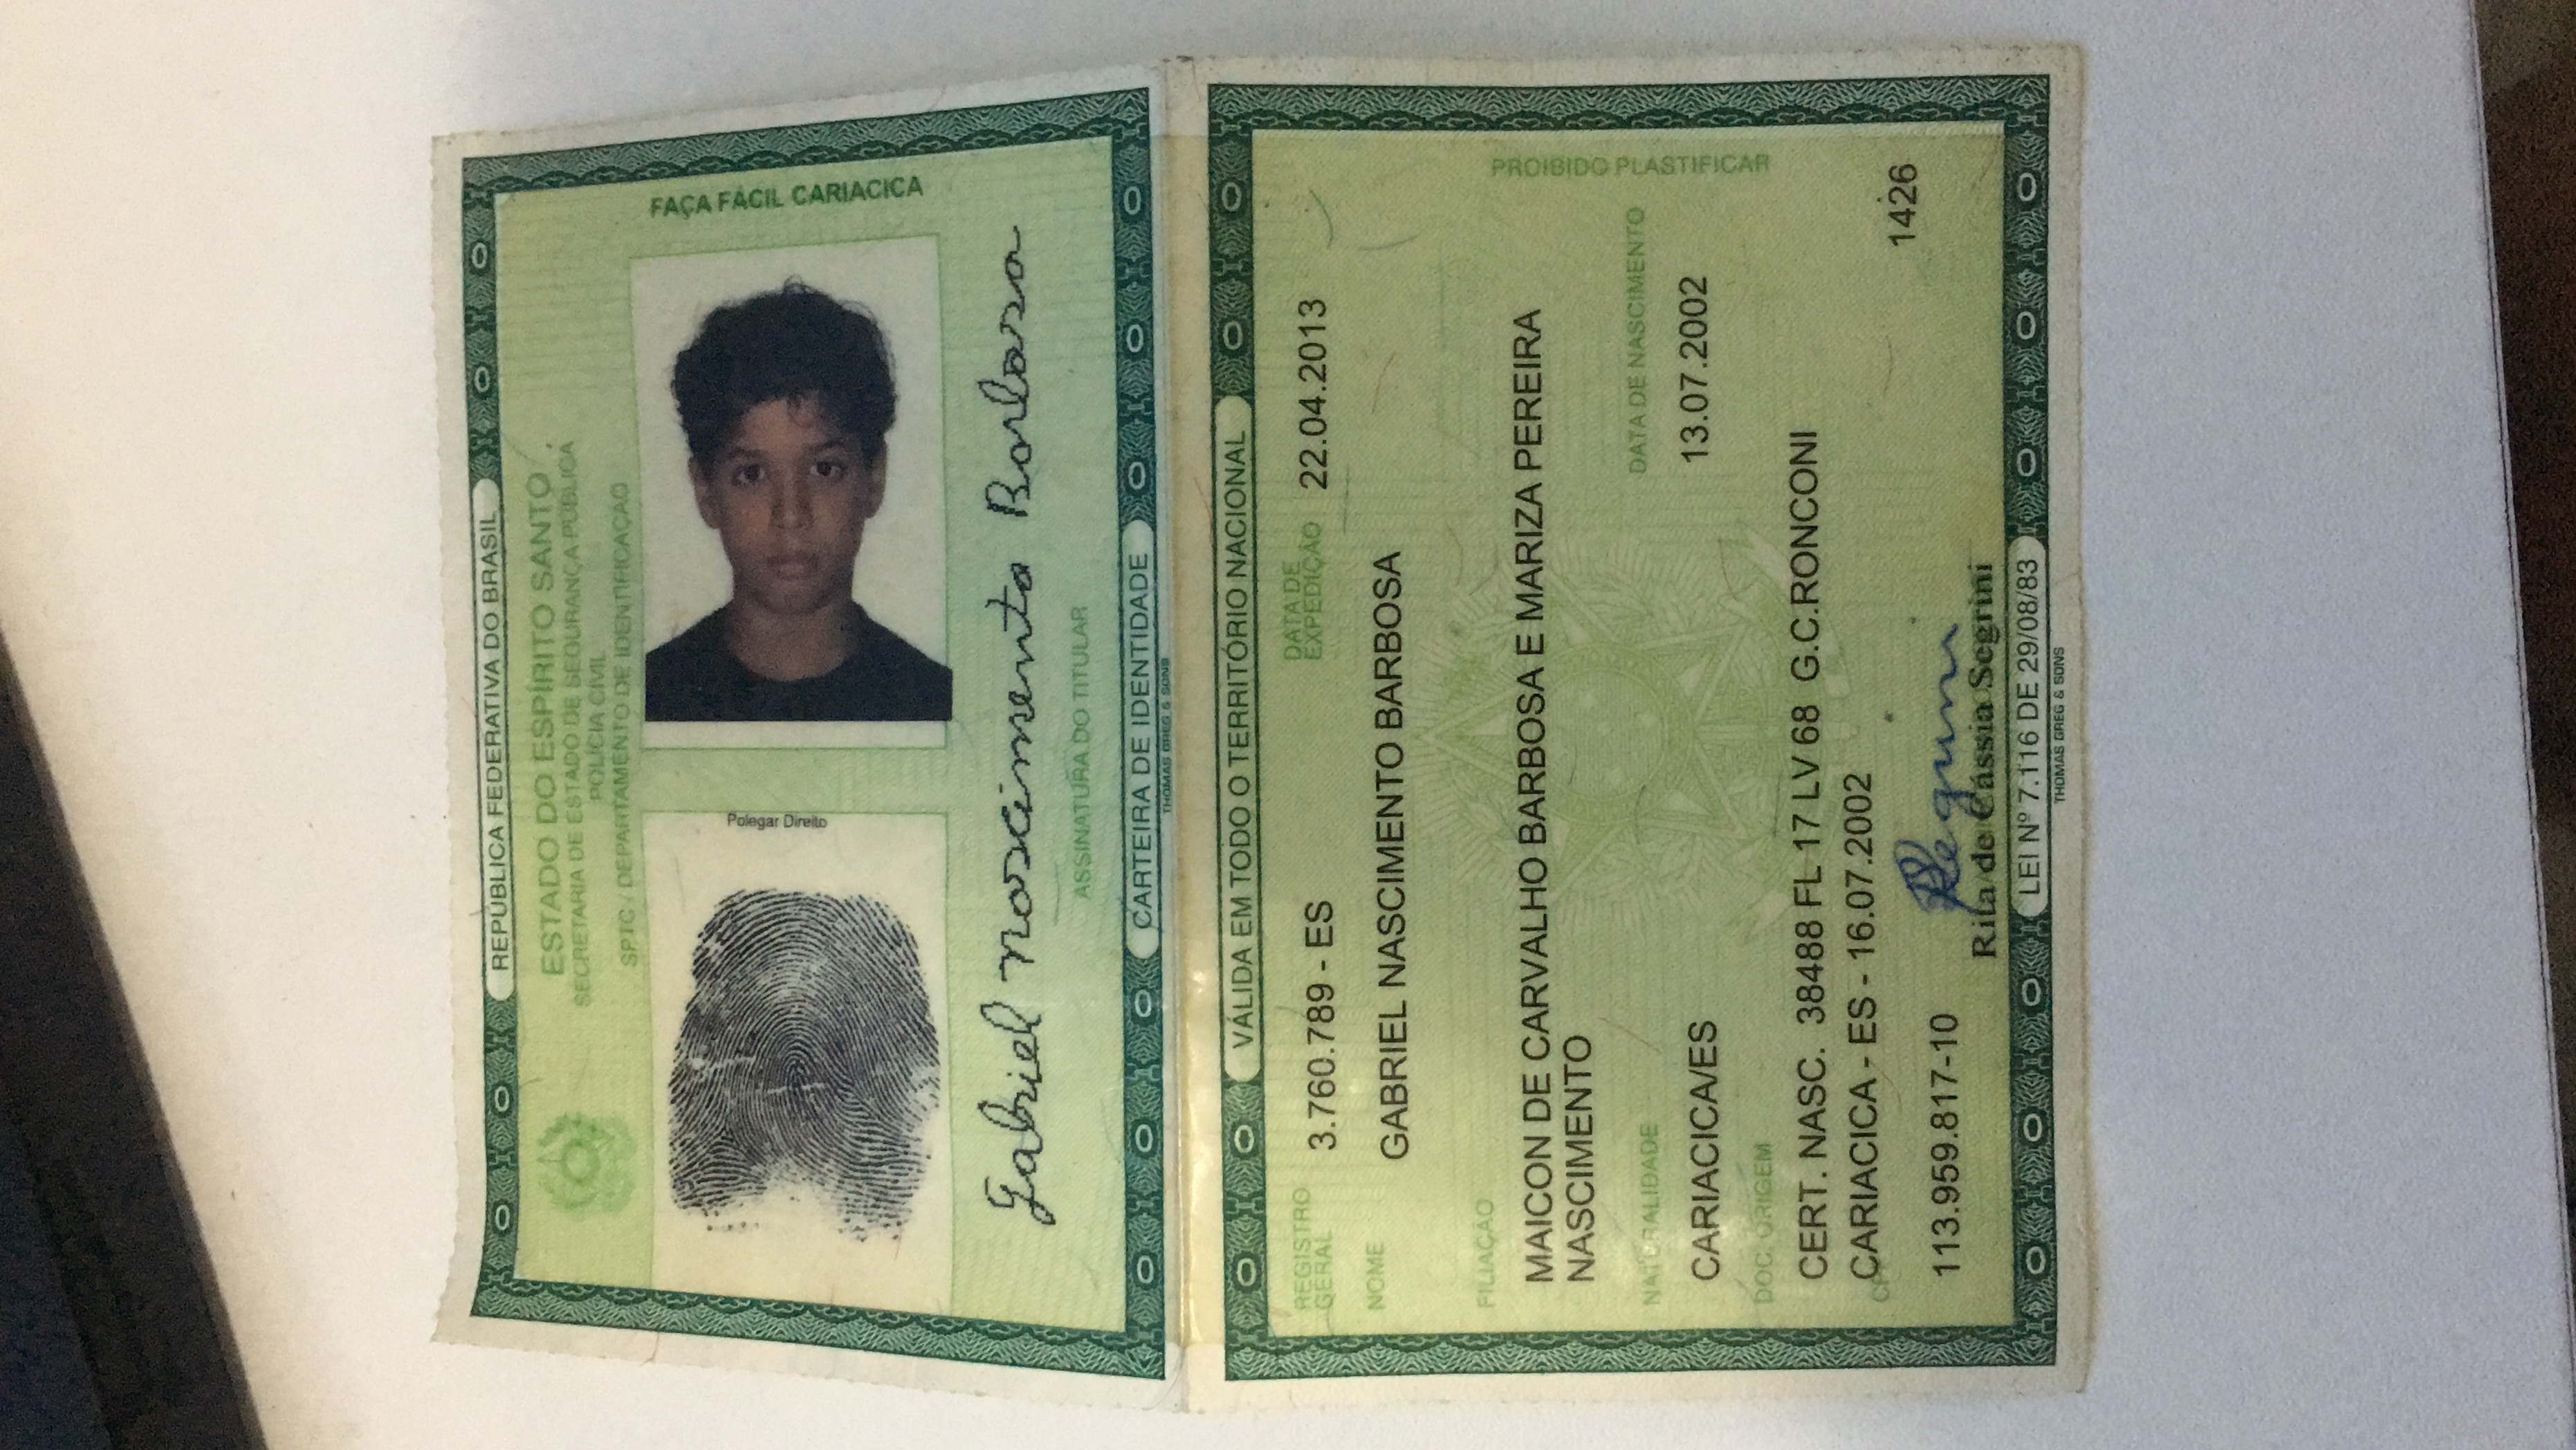 REPÚBLICA FEDERATIVA DO BRASIL
ESTADO DO ESPÍRITO SANTO
SECRETARIA DE ESTADO DE SEGURANÇA PÚBLICA
POLÍCIA CIVIL
SPTC / DEPARTAMENTO DE IDENTIFICAÇÃO
Polegar Direito
FAÇA FÁCIL CARIACICA
Gabriel Nascimento Barbosa
ASSINATURA DO TITULAR
CARTEIRA DE IDENTIDADE
THOMAS GREG & SONS
VÁLIDA EM TODO O TERRITÓRIO NACIONAL
REGISTRO GERAL 3.760.789 - ES DATA DE EXPEDIÇÃO 22.04.2013
NOME
GABRIEL NASCIMENTO BARBOSA
FILIAÇÃO
MAICON DE CARVALHO BARBOSA E MARIZA PEREIRA
NASCIMENTO
NATURALIDADE DATA DE NASCIMENTO
CARIACICA/ES 13.07.2002
DOC. ORIGEM
CERT. NASC. 38488 FL 17 LV 68 G.C.RONCONI
CARIACICA - ES - 16.07.2002
CPF
1426
113.959.817-10
Rita de Cássia Segrini
PROIBIDO PLASTIFICAR
LEI Nº 7.116 DE 29/08/83
THOMAS GREG & SONS